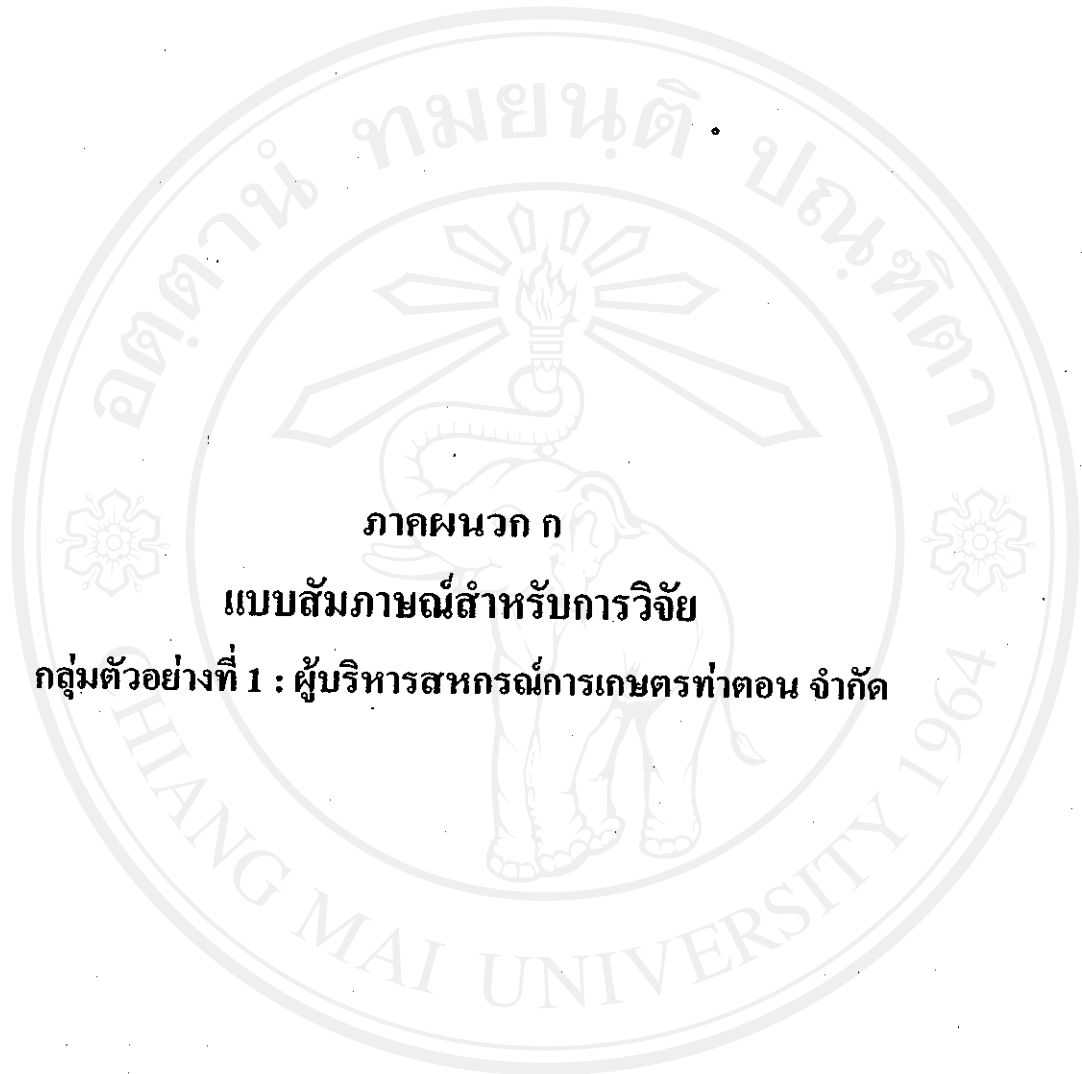 อตฺตานํ ทมยนฺติ ปณฺฑิตา
ภาคผนวก ก
แบบสัมภาษณ์สำหรับการวิจัย
กลุ่มตัวอย่างที่ 1 : ผู้บริหารสหกรณ์การเกษตรท่าตอน จำกัด
CHIANG MAI UNIVERSITY 1964